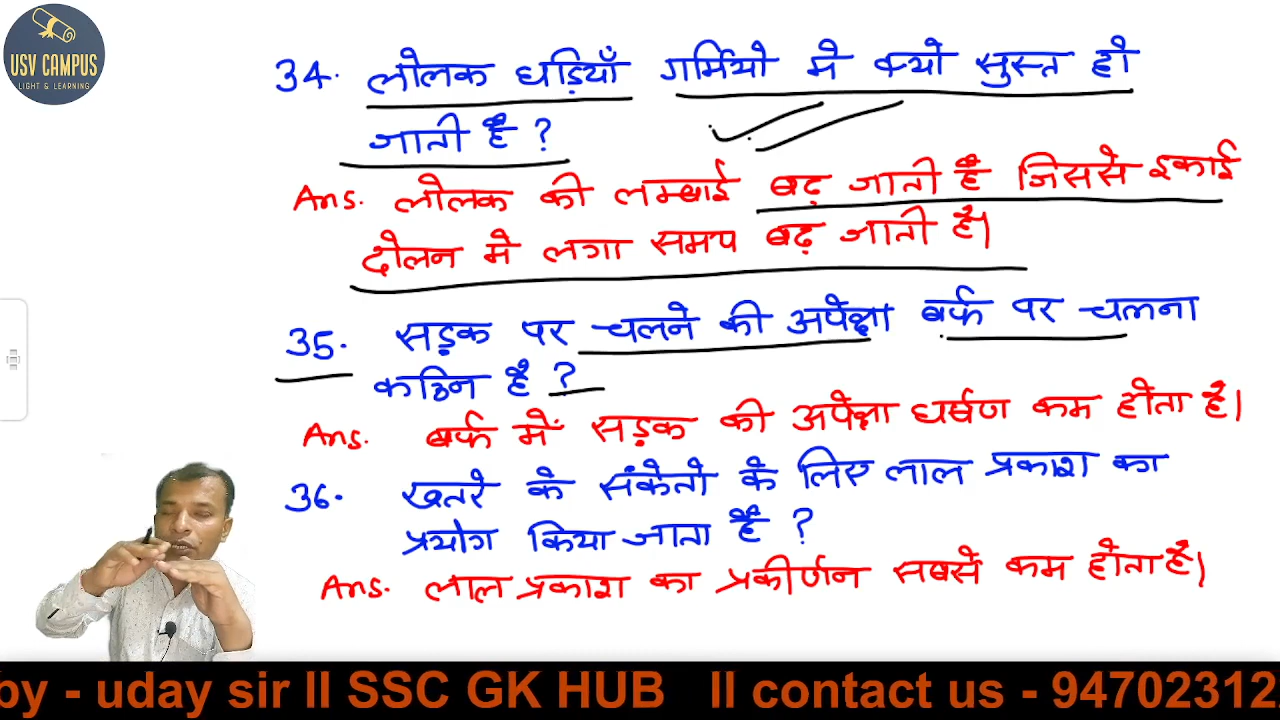 USV CAMPUS
LIGHT & LEARNING
34. लोलक घड़ियाँ गर्मियो मे क्यो सुस्त हो
जाती हैं ?
Ans. लोलक की लम्बाई बढ़ जाती हैं जिससे इकाई
दोलन मे लगा समय बढ़ जाती हैं।
35. सड़क पर चलने की अपेक्षा बर्फ पर चलना
कठिन हैं ?
Ans. बर्फ में सड़क की अपेक्षा घर्षण कम होता हैं।
36. खतरे के संकेतो के लिए लाल प्रकाश का
प्रयोग किया जाता हैं ?
Ans. लाल प्रकाश का प्रकीर्णन सबसे कम होता हैं।
by - uday sir ll SSC GK HUB ll contact us - 94702312